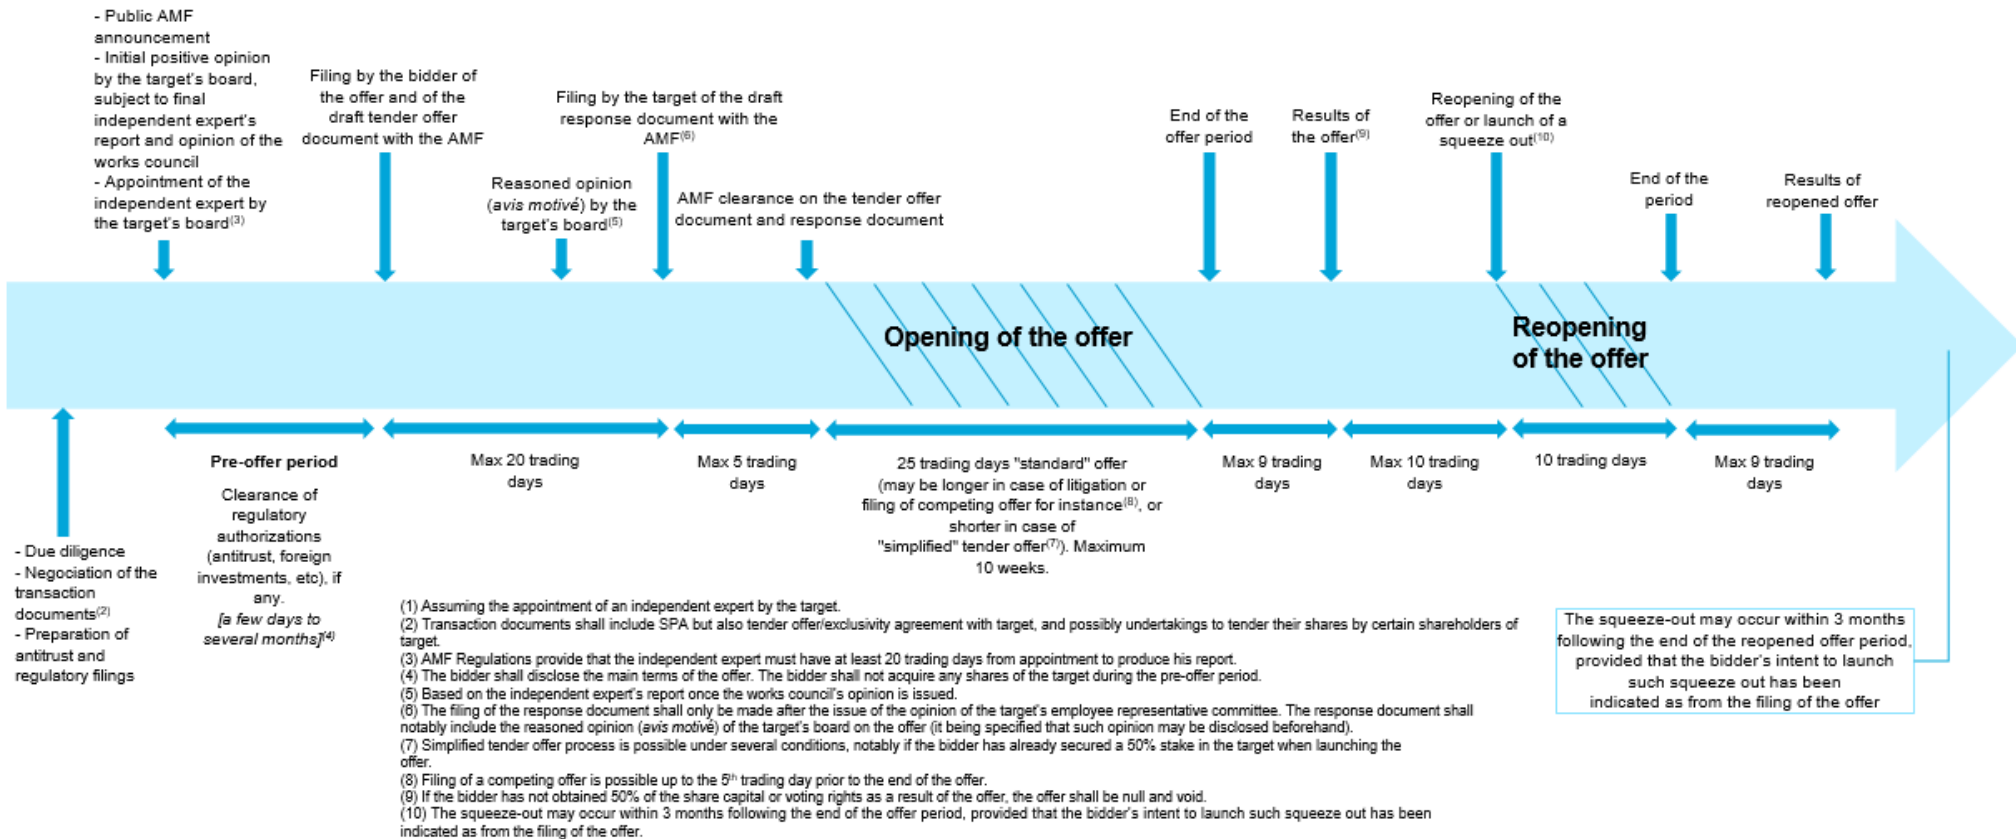 - Public AMF
announcement
- Initial positive opinion
by the target's board,
subject to final
independent expert's
report and opinion of the
works council
- Appointment of the
independent expert by
the target's board(3)
Filing by the bidder of
the offer and of the
draft tender offer
document with the AMF
Reasoned opinion
(avis motivé) by the
target's board(5)
Filing by the target of the draft
response document with the
AMF(6)
AMF clearance on the tender offer
document and response document
End of the
offer period
Results of
the offer(9)
Reopening of the
offer or launch of a
squeeze out(10)
End of the
period
Results of
reopened offer
Opening of the offer
Reopening
of the offer
- Due diligence
- Negociation of the
transaction
documents(2)
- Preparation of
antitrust and
regulatory filings
Pre-offer period
Clearance of
regulatory
authorizations
(antitrust, foreign
investments, etc), if
any.
[a few days to
several months](4)
Max 20 trading
days
Max 5 trading
days
25 trading days "standard" offer
(may be longer in case of litigation or
filing of competing offer for instance(8), or
shorter in case of
"simplified" tender offer(7)). Maximum
10 weeks.
Max 9 trading
days
Max 10 trading
days
10 trading days
Max 9 trading
days
(1) Assuming the appointment of an independent expert by the target.
(2) Transaction documents shall include SPA but also tender offer/exclusivity agreement with target, and possibly undertakings to tender their shares by certain shareholders of
target.
(3) AMF Regulations provide that the independent expert must have at least 20 trading days from appointment to produce his report.
(4) The bidder shall disclose the main terms of the offer. The bidder shall not acquire any shares of the target during the pre-offer period.
(5) Based on the independent expert's report once the works council's opinion is issued.
(6) The filing of the response document shall only be made after the issue of the opinion of the target's employee representative committee. The response document shall
notably include the reasoned opinion (avis motivé) of the target's board on the offer (it being specified that such opinion may be disclosed beforehand).
(7) Simplified tender offer process is possible under several conditions, notably if the bidder has already secured a 50% stake in the target when launching the
offer.
(8) Filing of a competing offer is possible up to the 5th trading day prior to the end of the offer.
(9) If the bidder has not obtained 50% of the share capital or voting rights as a result of the offer, the offer shall be null and void.
(10) The squeeze-out may occur within 3 months following the end of the offer period, provided that the bidder's intent to launch such squeeze out has been
indicated as from the filing of the offer.
The squeeze-out may occur within 3 months
following the end of the reopened offer period,
provided that the bidder's intent to launch
such squeeze out has been
indicated as from the filing of the offer